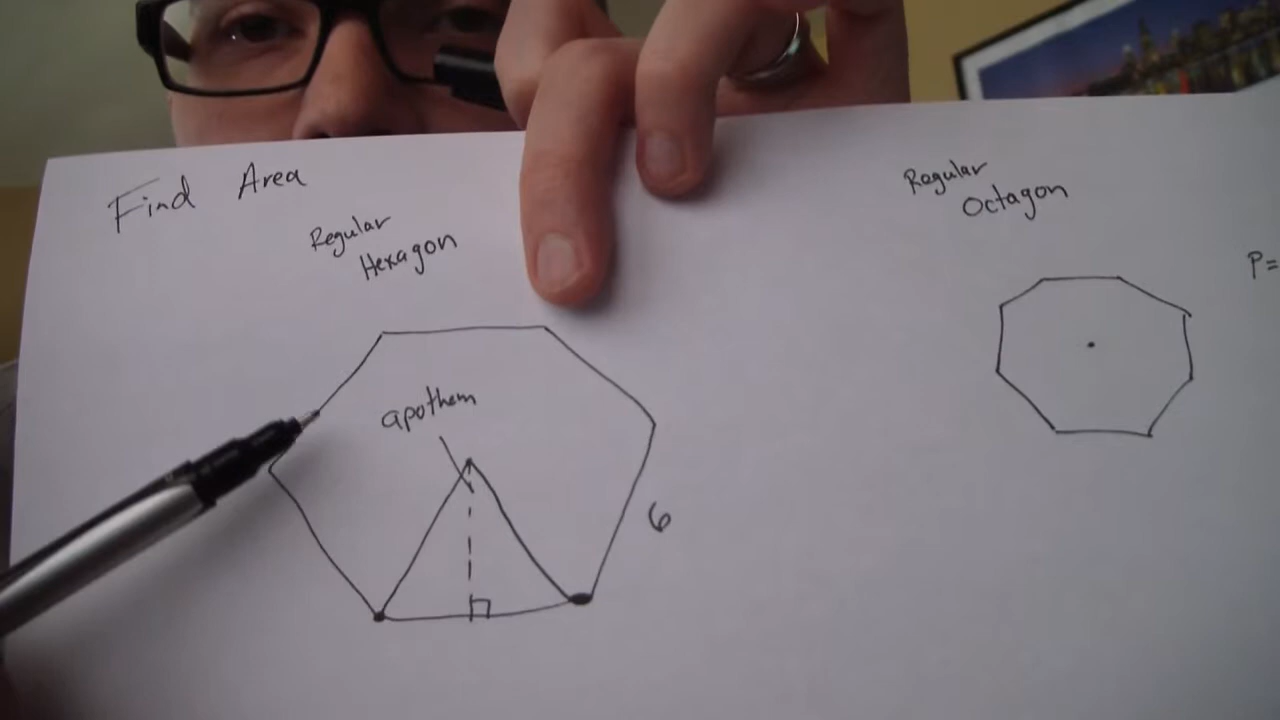 Find Area
Regular
Hexagon
apothem
6
Regular
Octagon
P=